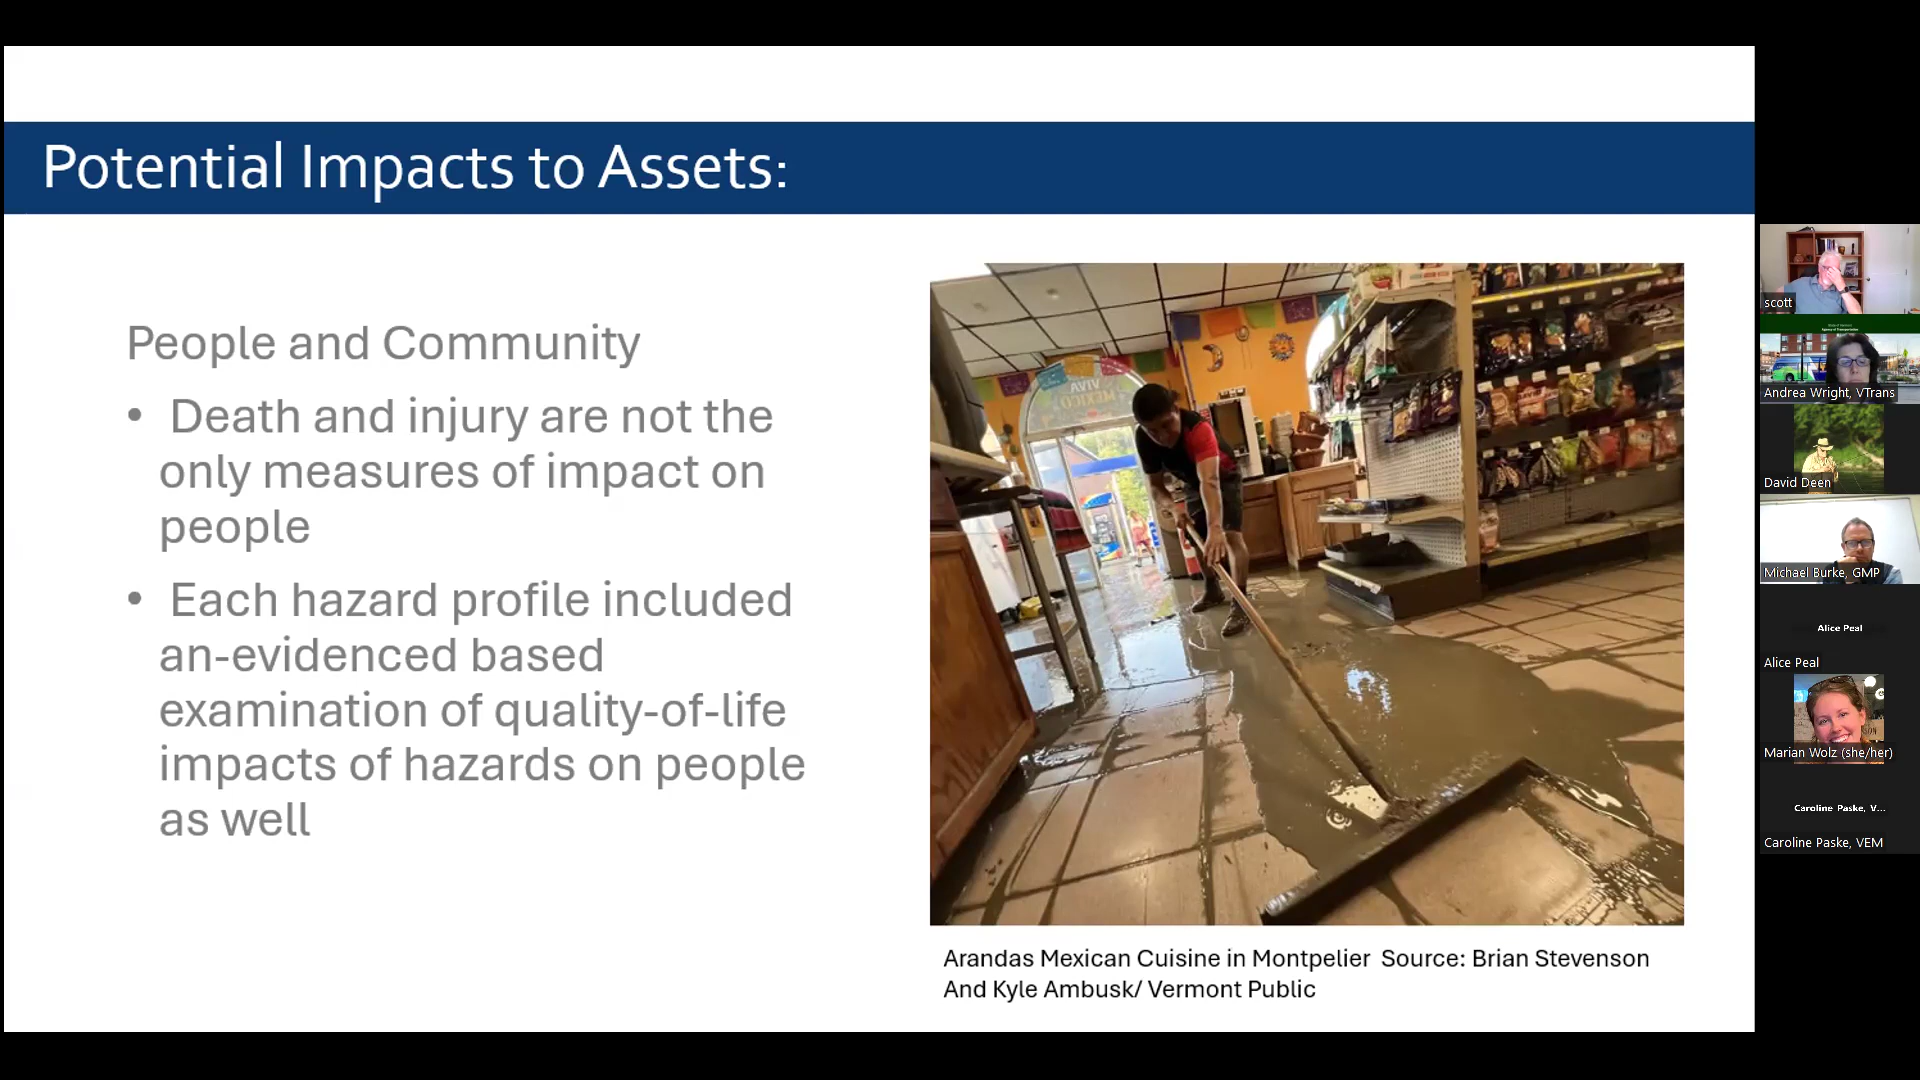 Potential Impacts to Assets:
People and Community
• Death and injury are not the
only measures of impact on
people
• Each hazard profile included
an-evidenced based
examination of quality-of-life
impacts of hazards on people
as well
VIVA
MEXICO
Arandas Mexican Cuisine in Montpelier Source: Brian Stevenson
And Kyle Ambusk/ Vermont Public
scott
Andrea Wright, VTrans
David Deen
Michael Burke, GMP
Alice Peal
Alice Peal
Marian Wolz (she/her)
Caroline Paske, V...
Caroline Paske, VEM